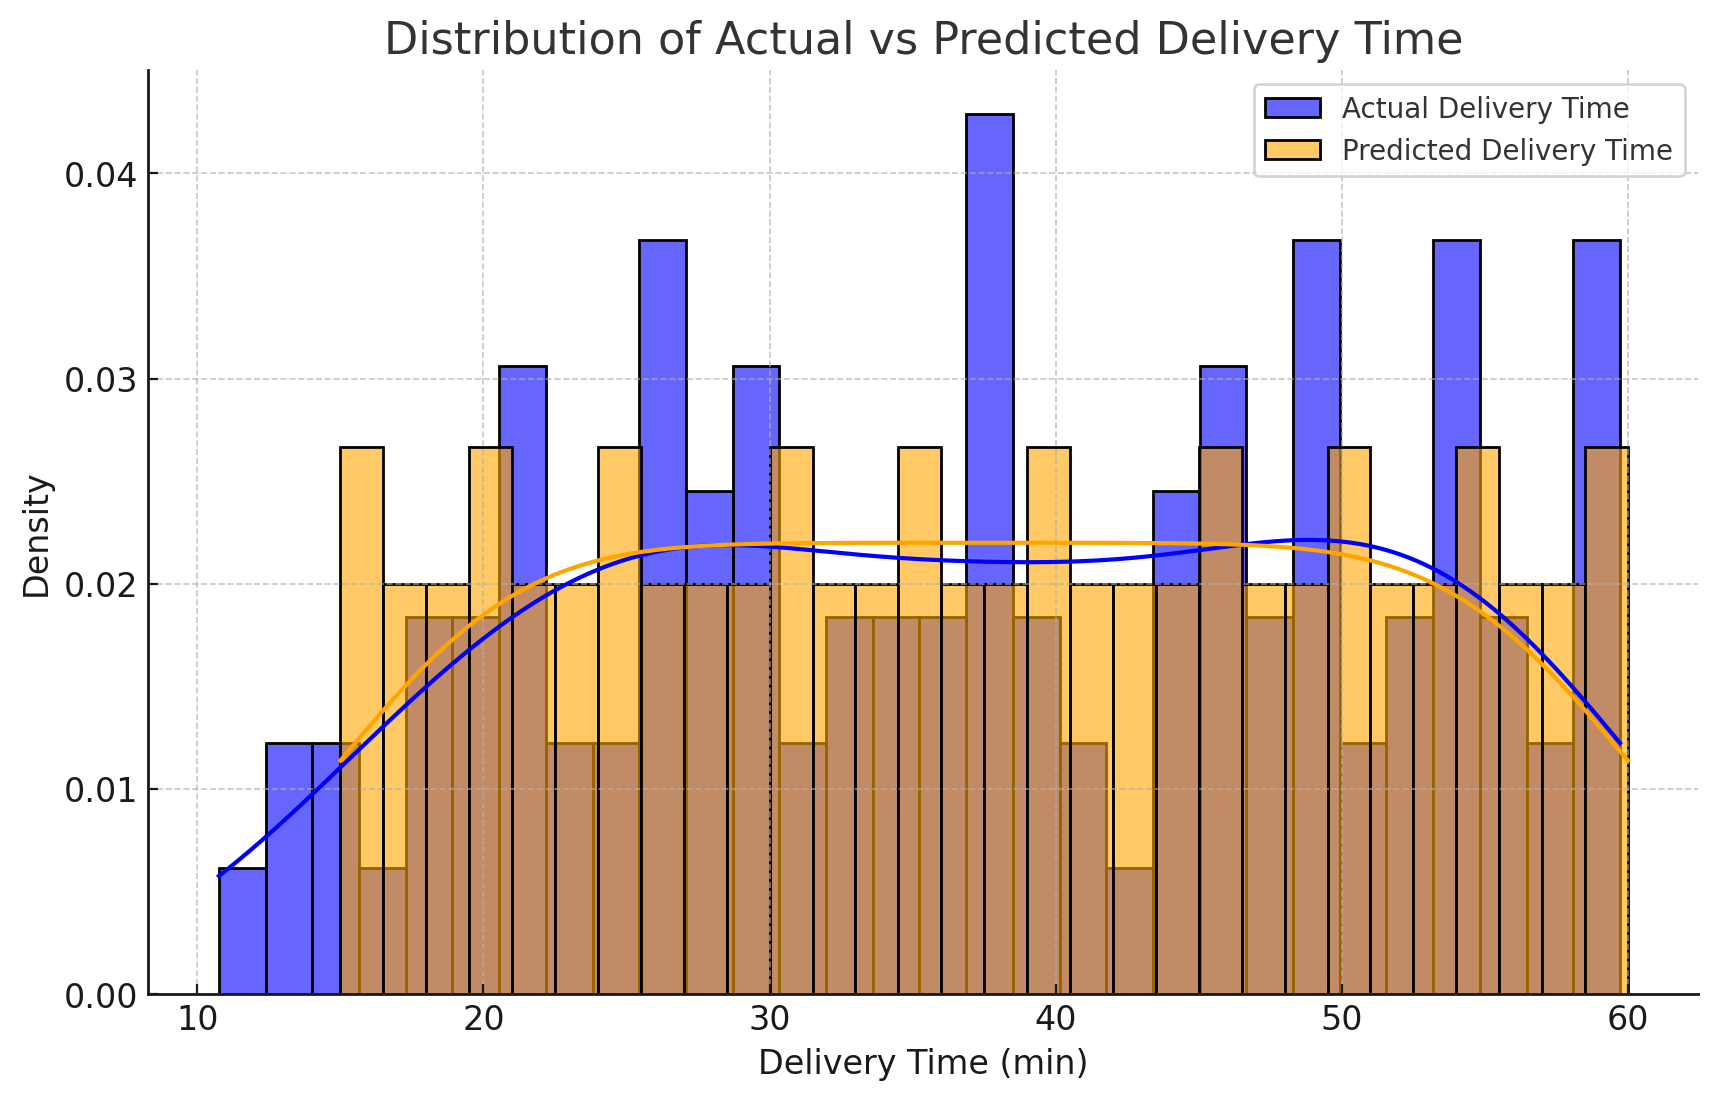 Distribution of Actual vs Predicted Delivery Time
Actual Delivery Time
Predicted Delivery Time
Density
0.04
0.03
0.02
0.01
0.00
10 20 30 40 50 60
Delivery Time (min)